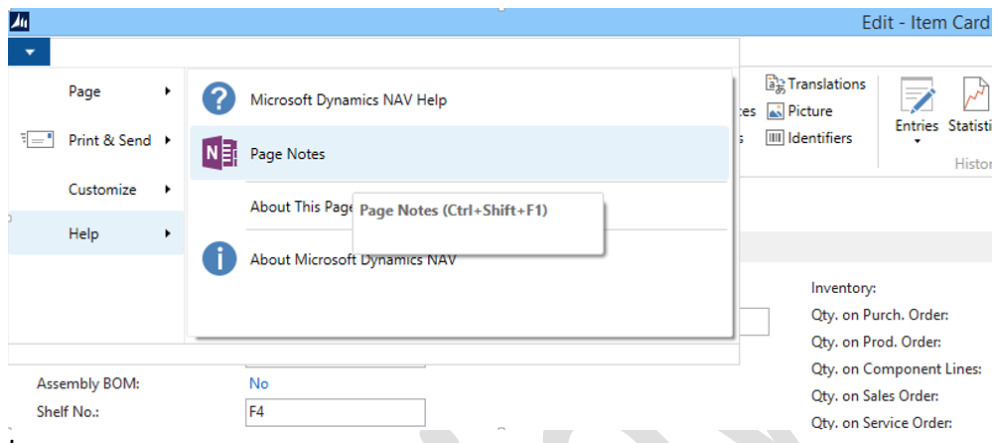 Edit - Item Card
Page
Print & Send
Customize
Help
Microsoft Dynamics NAV Help
Page Notes
About This Page
Page Notes (Ctrl+Shift+F1)
About Microsoft Dynamics NAV
Translations
Picture
Identifiers
Entries
Inventory:
Qty. on Purch. Order:
Qty. on Prod. Order:
Qty. on Component Lines:
Qty. on Sales Order:
Qty. on Service Order:
Assembly BOM:
No
Shelf No.:
F4